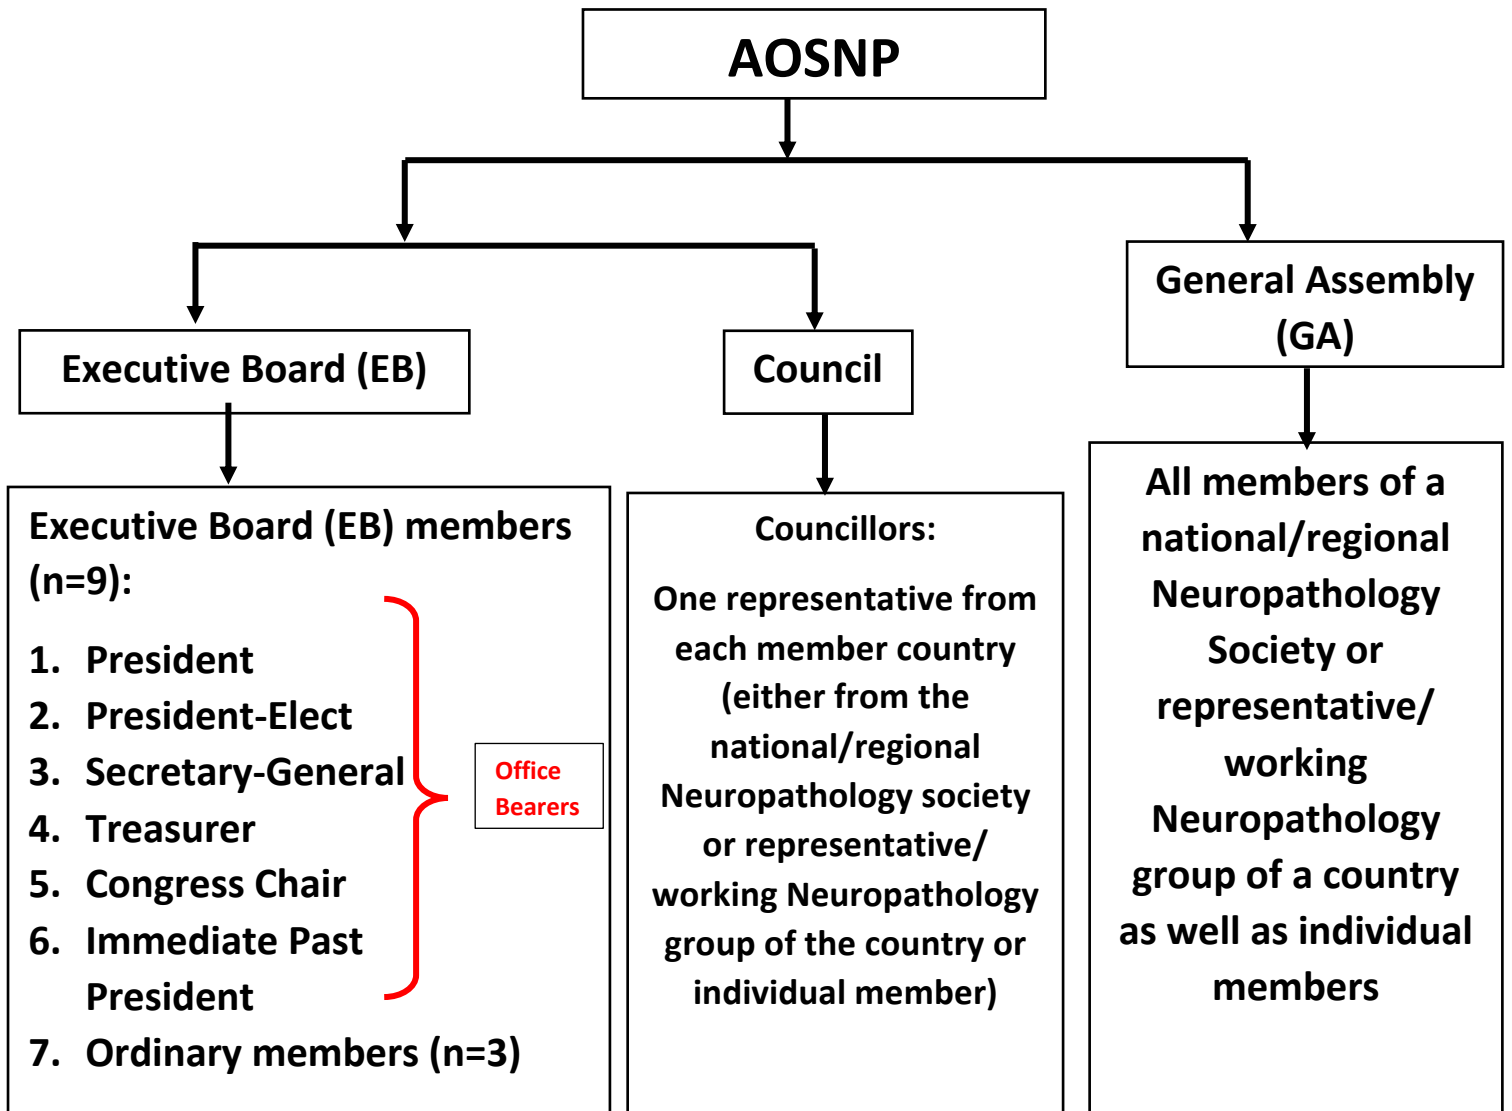 AOSNP
General Assembly
(GA)
Executive Board (EB)
Council
Executive Board (EB) members
(n=9):
1. President
2. President-Elect
3. Secretary-General
4. Treasurer
5. Congress Chair
6. Immediate Past
President
7. Ordinary members (n=3)
Office
Bearers
Councillors:
One representative from
each member country
(either from the
national/regional
Neuropathology society
or representative/
working Neuropathology
group of the country or
individual member)
All members of a
national/regional
Neuropathology
Society or
representative/
working
Neuropathology
group of a country
as well as individual
members